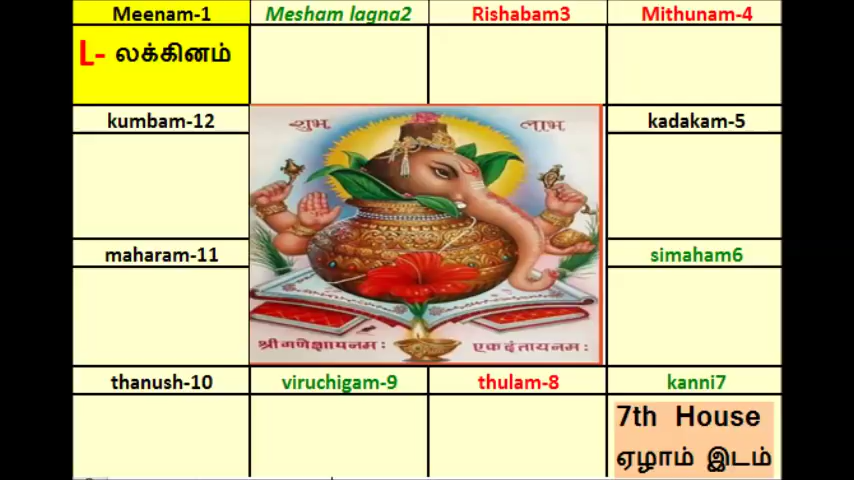 Meenam-1
Mesham lagna2
Rishabam3
Mithunam-4
L- லக்கினம்
kumbam-12
शुभ
लाभ
kadakam-5
maharam-11
simaham6
श्रीगणेशायनमः
एकदंतायनमः
thanush-10
viruchigam-9
thulam-8
kanni7
7th House
ஏழாம் இடம்